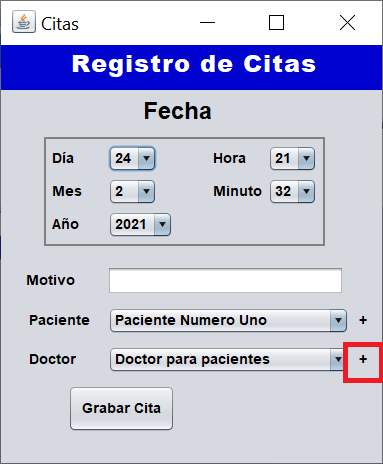 Citas
Registro de Citas
Fecha
Día 24 Hora 21
Mes 2 Minuto 32
Año 2021
Motivo
Paciente Paciente Numero Uno +
Doctor Doctor para pacientes +
Grabar Cita